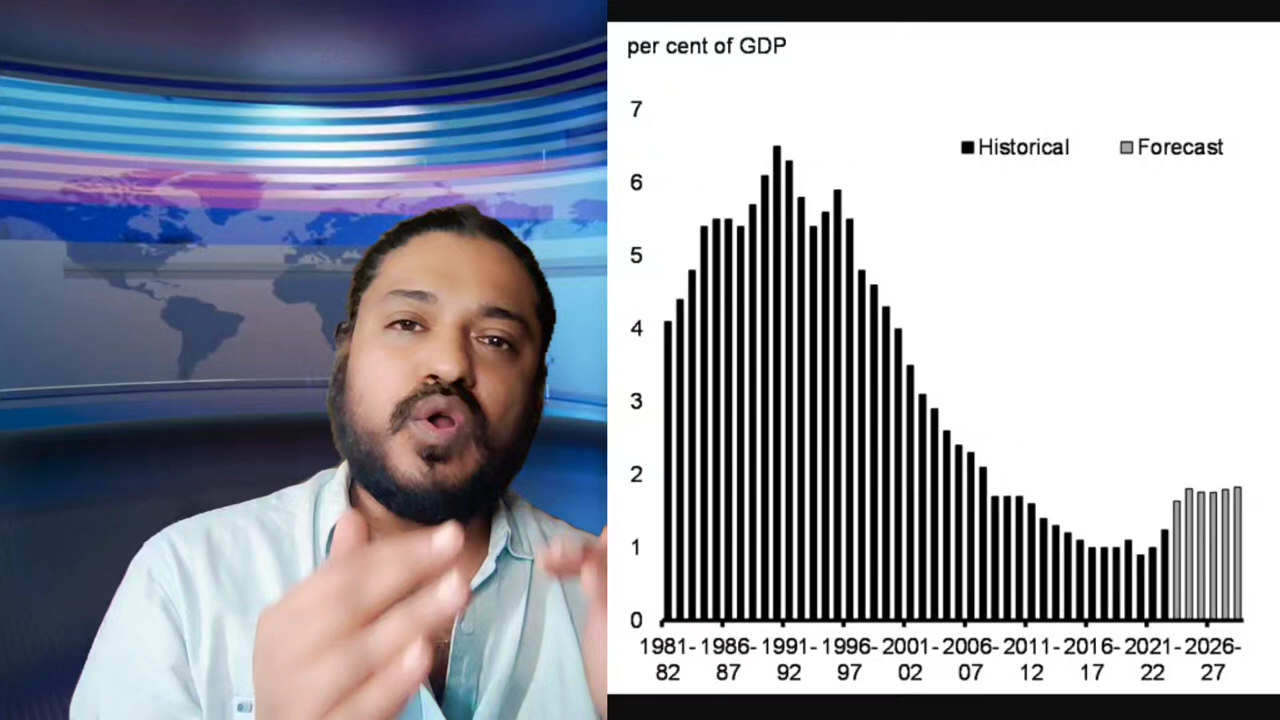 per cent of GDP
7
Historical Forecast
6
5
4
3
2
1
0
1981- 1986- 1991- 1996- 2001- 2006- 2011- 2016- 2021- 2026-
82 87 92 97 02 07 12 17 22 27